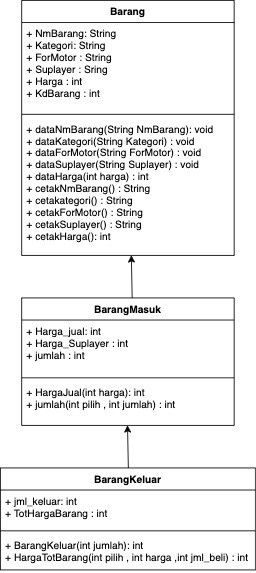 Barang
+ NmBarang: String
+ Kategori: String
+ ForMotor : String
+ Suplayer : Sring
+ Harga : int
+ KdBarang : int
+ dataNmBarang(String NmBarang): void
+ dataKategori(String Kategori) : void
+ dataForMotor(String ForMotor) : void
+ dataSuplayer(String Suplayer) : void
+ dataHarga(int harga) : int
+ cetakNmBarang() : String
+ cetakategori() : String
+ cetakForMotor() : String
+ cetakSuplayer() : String
+ cetakHarga(): int
BarangMasuk
+ Harga_jual: int
+ Harga_Suplayer : int
+ jumlah : int
+ HargaJual(int harga): int
+ jumlah(int pilih , int jumlah) : int
BarangKeluar
+ jml_keluar: int
+ TotHargaBarang : int
+ BarangKeluar(int jumlah): int
+ HargaTotBarang(int pilih , int harga ,int jml_beli) : int